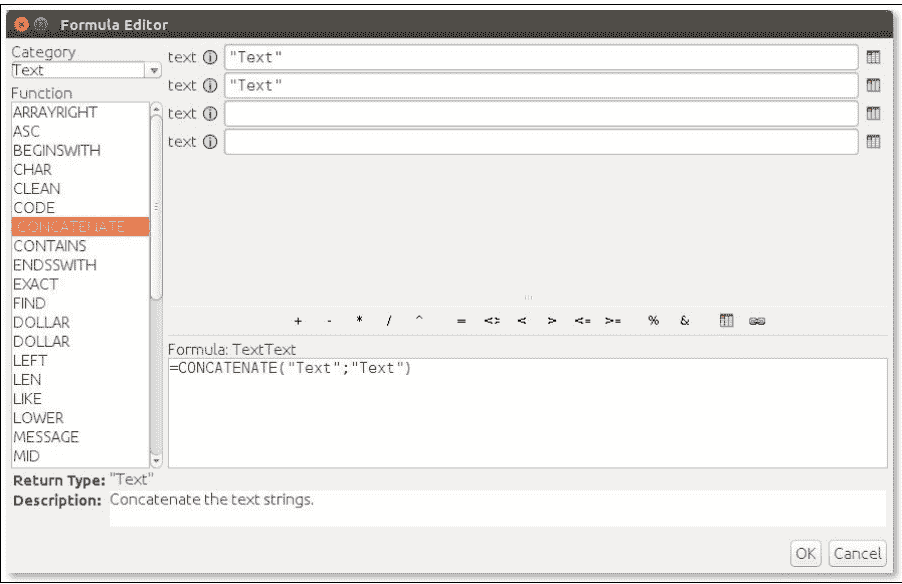 Formula Editor
Category
Text
Function
ARRAYRIGHT
ASC
BEGINSWITH
CHAR
CLEAN
CODE
CONCATENATE
CONTAINS
ENDSSWITH
EXACT
FIND
DOLLAR
DOLLAR
LEFT
LEN
LIKE
LOWER
MESSAGE
MID
text "Text"
text "Text"
text
text
+ - * / ^ = <> < > <= >= % &
Formula: TextText
=CONCATENATE("Text";"Text")
Return Type: "Text"
Description: Concatenate the text strings.
OK Cancel